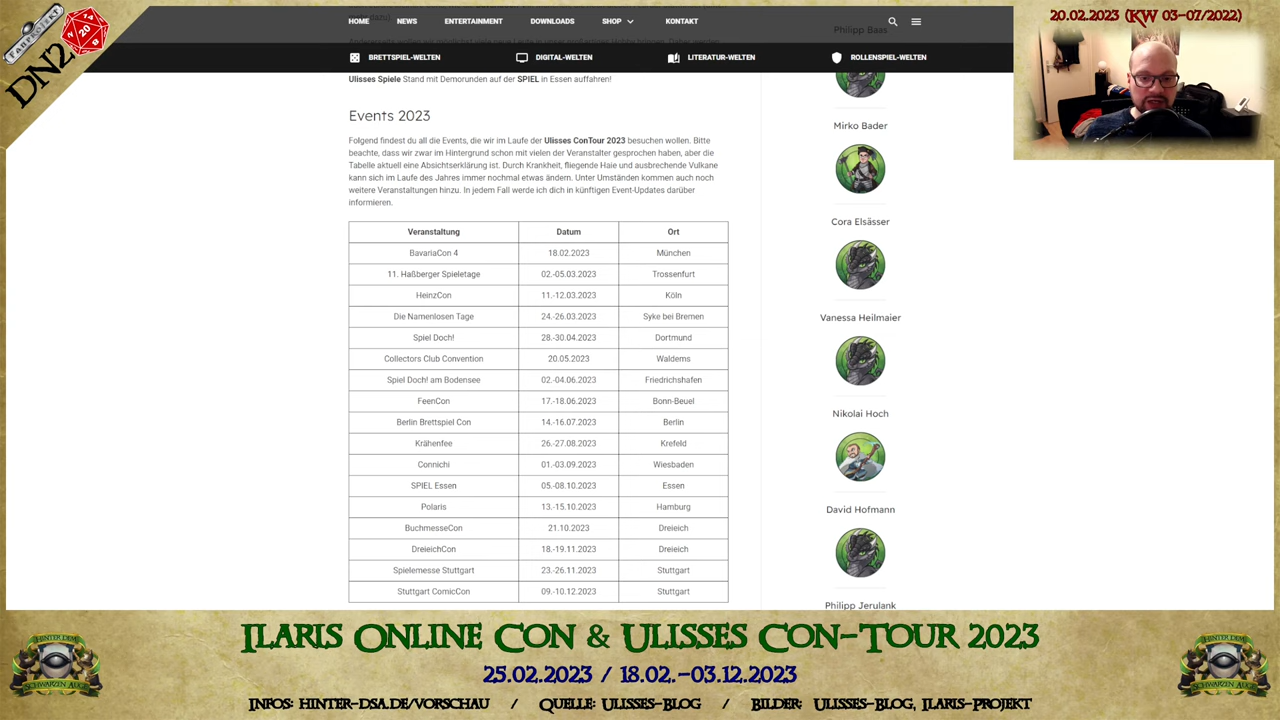 FANPROJEKT
DN2
14
20
HOME NEWS ENTERTAINMENT DOWNLOADS SHOP KONTAKT
BRETTSPIEL-WELTEN DIGITAL-WELTEN LITERATUR-WELTEN ROLLENSPIEL-WELTEN
20.02.2023 (KW 03-07/2022)
Ulisses Spiele Stand mit Demorunden auf der SPIEL in Essen auffahren!
Events 2023
Folgend findest du all die Events, die wir im Laufe der Ulisses ConTour 2023 besuchen wollen. Bitte
beachte, dass wir zwar im Hintergrund schon mit vielen der Veranstalter gesprochen haben, aber die
Tabelle aktuell eine Absichtserklärung ist. Durch Krankheit, fliegende Haie und ausbrechende Vulkane
kann sich im Laufe des Jahres immer nochmal etwas ändern. Unter Umständen kommen auch noch
weitere Veranstaltungen hinzu. In jedem Fall werde ich dich in künftigen Event-Updates darüber
informieren.
Veranstaltung Datum Ort
BavariaCon 4 18.02.2023 München
11. Haßberger Spieletage 02.-05.03.2023 Trossenfurt
HeinzCon 11.-12.03.2023 Köln
Die Namenlosen Tage 24.-26.03.2023 Syke bei Bremen
Spiel Doch! 28.-30.04.2023 Dortmund
Collectors Club Convention 20.05.2023 Waldems
Spiel Doch! am Bodensee 02.-04.06.2023 Friedrichshafen
FeenCon 17.-18.06.2023 Bonn-Beuel
Berlin Brettspiel Con 14.-16.07.2023 Berlin
Krähenfee 26.-27.08.2023 Krefeld
Connichi 01.-03.09.2023 Wiesbaden
SPIEL Essen 05.-08.10.2023 Essen
Polaris 13.-15.10.2023 Hamburg
BuchmesseCon 21.10.2023 Dreieich
DreieichCon 18.-19.11.2023 Dreieich
Spielemesse Stuttgart 23.-26.11.2023 Stuttgart
Stuttgart ComicCon 09.-10.12.2023 Stuttgart
Philipp Baas
Mirko Bader
Cora Elsässer
Vanessa Heilmaier
Nikolai Hoch
David Hofmann
Philipp Jerulank
Ilaris Online Con & Ulisses Con-Tour 2023
25.02.2023 / 18.02.-03.12.2023
Infos: hinter-dsa.de/vorschau / Quelle: Ulisses-Blog / Bilder: Ulisses-Blog, Ilaris-Projekt
HINTER DEM
SCHWARZEN AUGE
HINTER DEM
SCHWARZEN AUGE